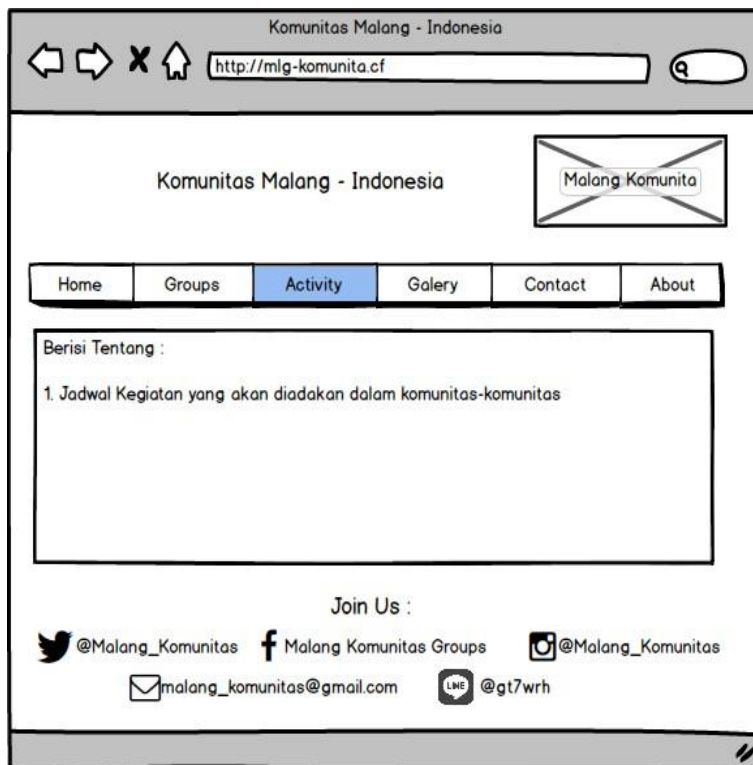 Komunitas Malang - Indonesia
http://mlg-komunita.cf
Komunitas Malang - Indonesia
Malang Komunita
Home Groups Activity Galery Contact About
Berisi Tentang :
1. Jadwal Kegiatan yang akan diadakan dalam komunitas-komunitas
Join Us :
@Malang_Komunitas Malang Komunitas Groups @Malang_Komunitas
malang_komunitas@gmail.com LINE @gt7wrh